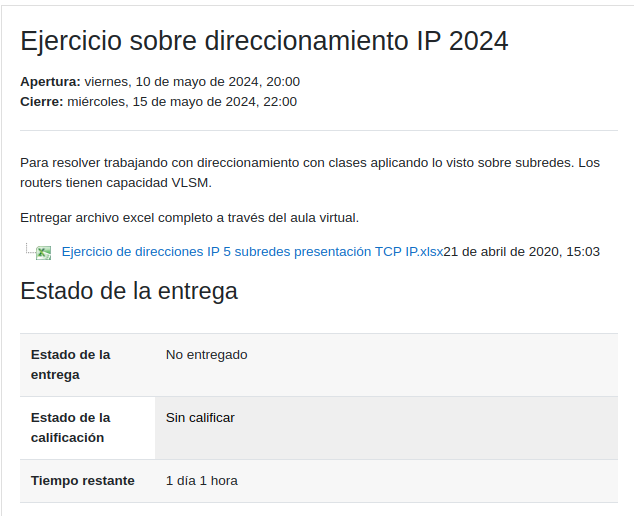 Ejercicio sobre direccionamiento IP 2024
Apertura: viernes, 10 de mayo de 2024, 20:00
Cierre: miércoles, 15 de mayo de 2024, 22:00
Para resolver trabajando con direccionamiento con clases aplicando lo visto sobre subredes. Los
routers tienen capacidad VLSM.
Entregar archivo excel completo a través del aula virtual.
Ejercicio de direcciones IP 5 subredes presentación TCP IP.xlsx21 de abril de 2020, 15:03
Estado de la entrega
Estado de la
entrega
No entregado
Estado de la
calificación
Sin calificar
Tiempo restante
1 día 1 hora